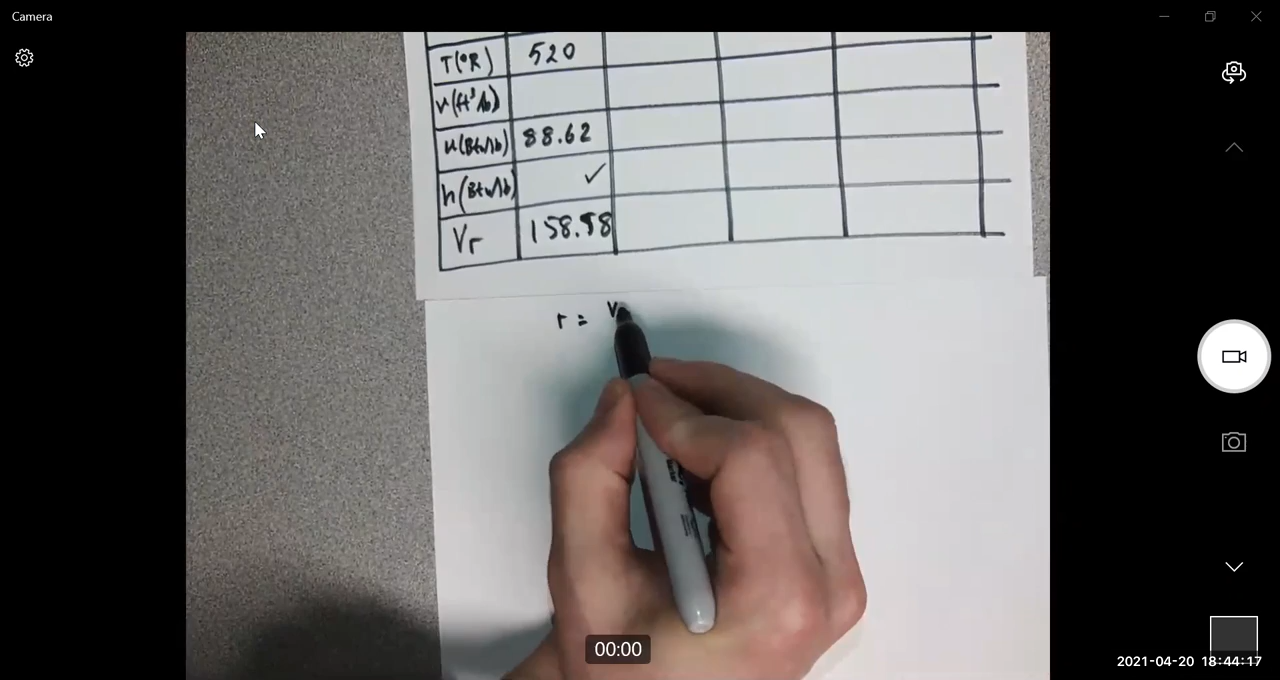 Camera
T(°R) 520
v(ft³/lb)
u(Btu/lb) 88.62
h(Btu/lb) ✓
Vr 158.58
r = v
00:00
2021-04-20 18:44:17